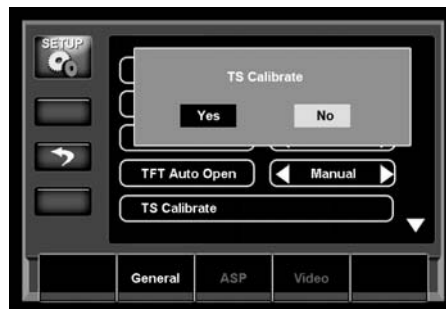 SETUP
TS Calibrate
Yes
No
TFT Auto Open
Manual
TS Calibrate
General
ASP
Video